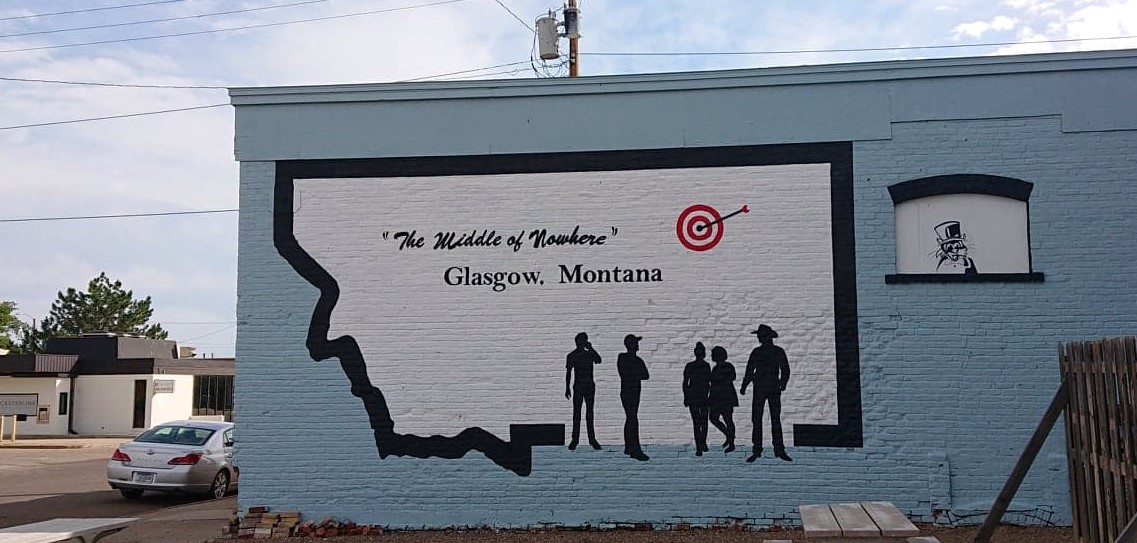 "The Middle of Nowhere"
Glasgow, Montana